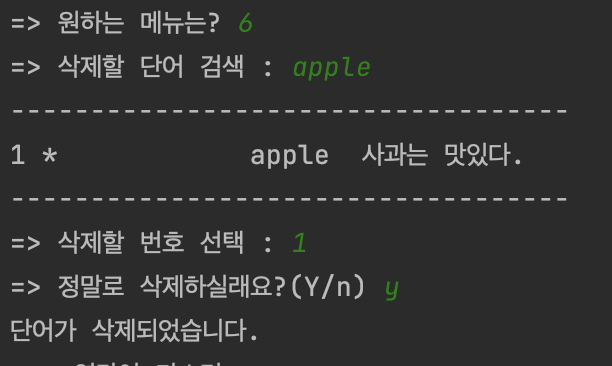 => 원하는 메뉴는? 6
=> 삭제할 단어 검색 : apple
-----------------------------------
1 *            apple  사과는 맛있다.
-----------------------------------
=> 삭제할 번호 선택 : 1
=> 정말로 삭제하실래요?(Y/n) y
단어가 삭제되었습니다.